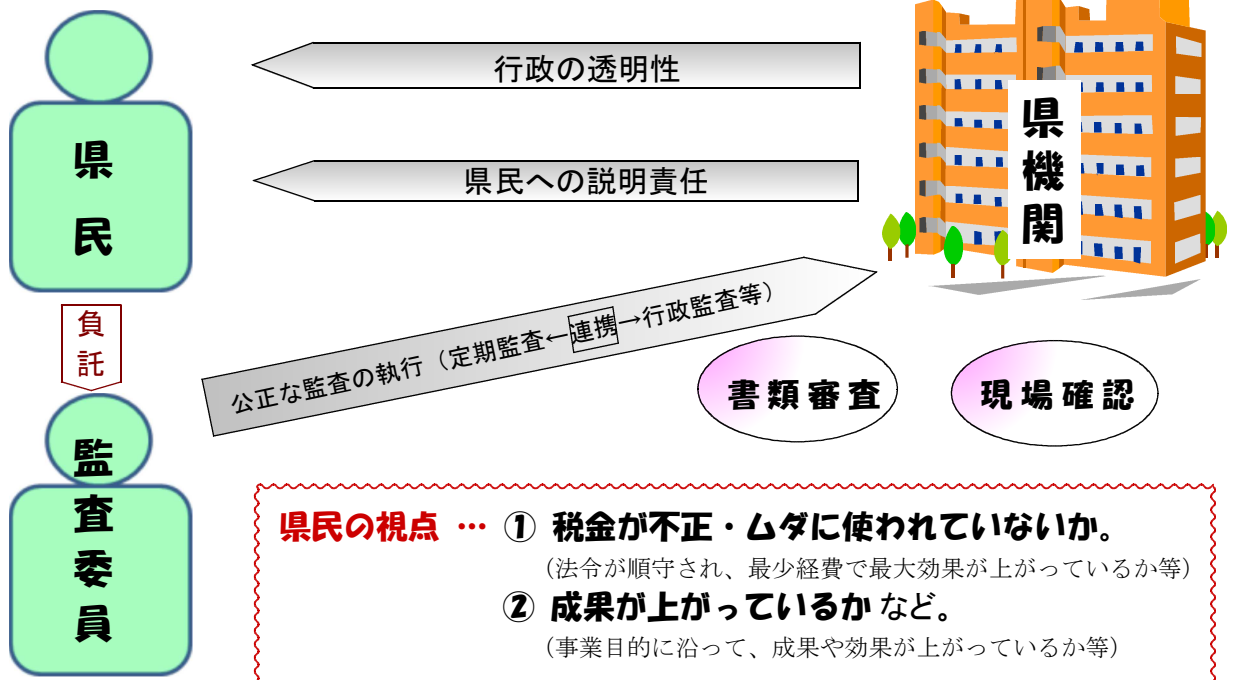 県民
行政の透明性
県民への説明責任
県機関
負託
公正な監査の執行（定期監査←連携→行政監査等）
書類審査
現場確認
監査委員
県民の視点 … ① 税金が不正・ムダに使われていないか。
（法令が順守され、最少経費で最大効果が上がっているか等）
② 成果が上がっているか など。
（事業目的に沿って、成果や効果が上がっているか等）